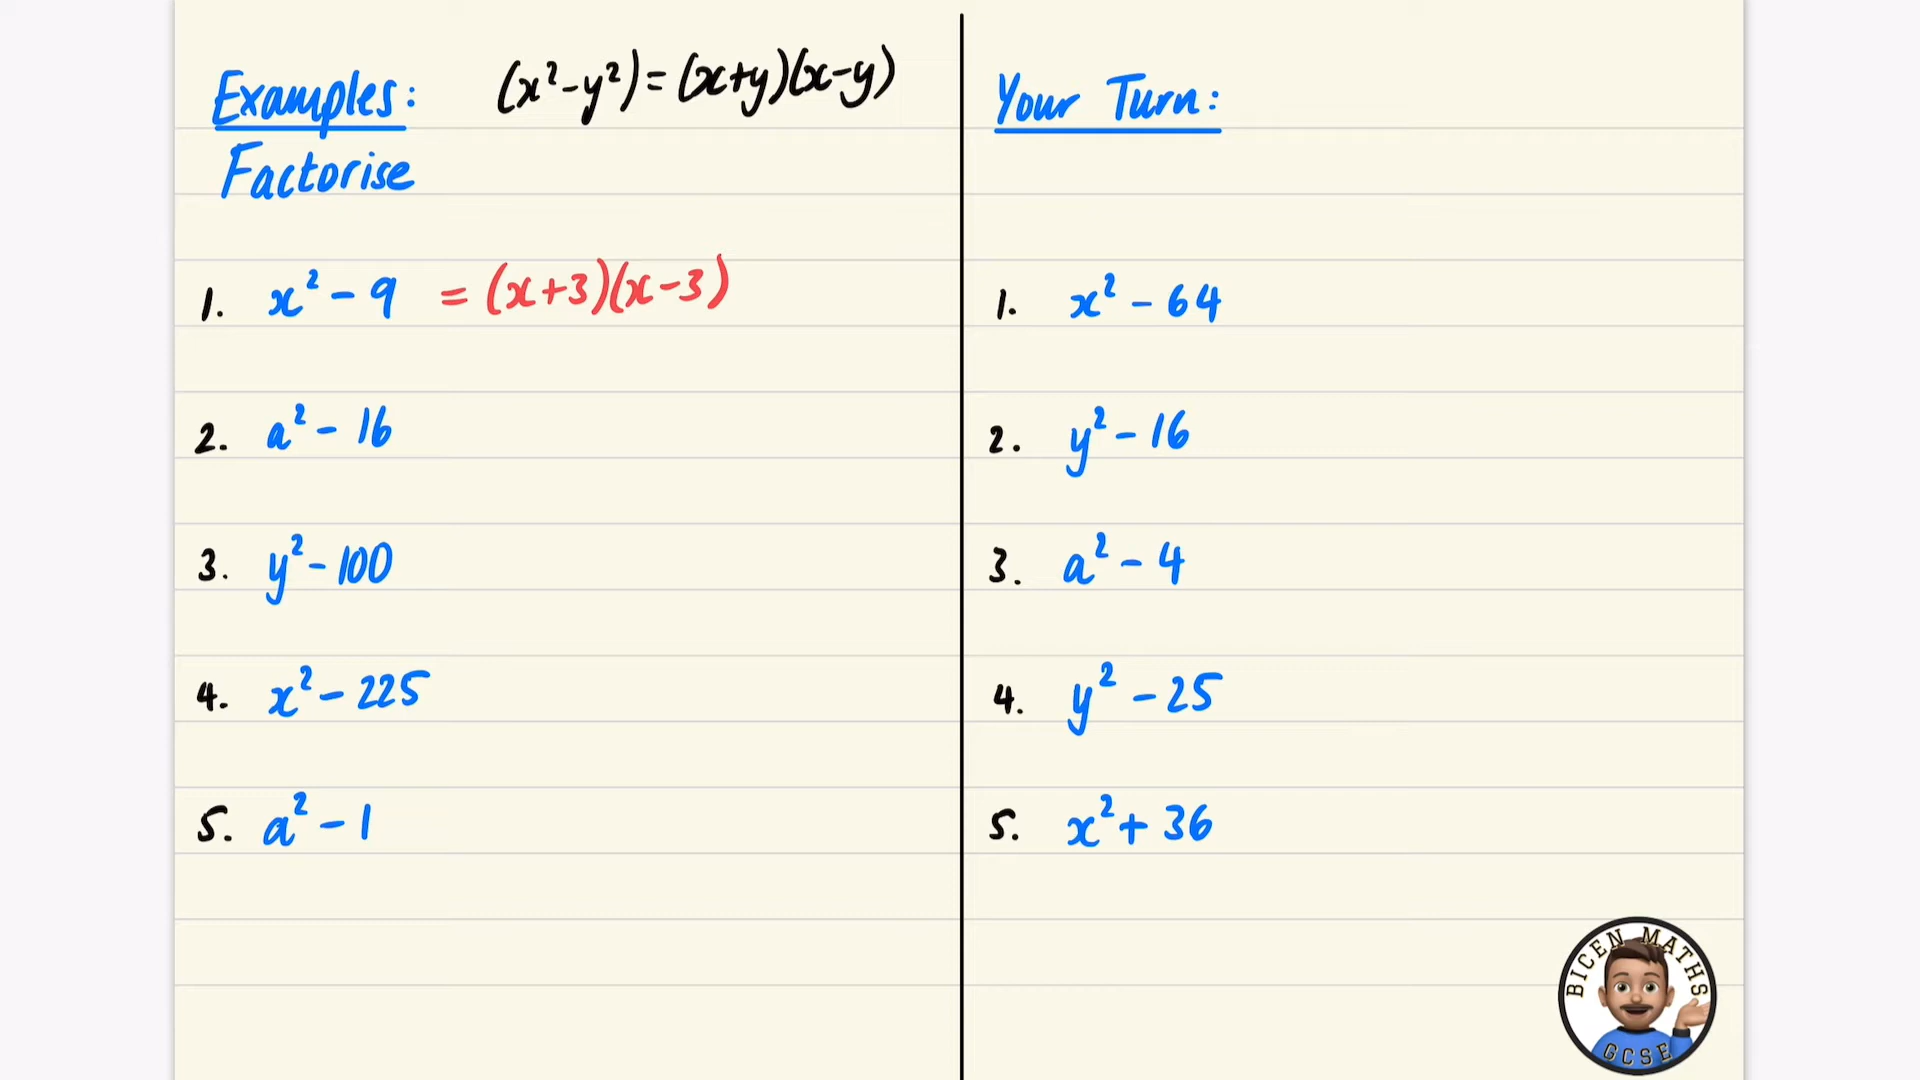 Examples: (x²-y²)=(x+y)(x-y)
Factorise
1. x² - 9 = (x+3)(x-3)
2. a² - 16
3. y² - 100
4. x² - 225
5. a² - 1
Your Turn:
1. x² - 64
2. y² - 16
3. a² - 4
4. y² - 25
5. x² + 36
BICEN MATHS
GCSE